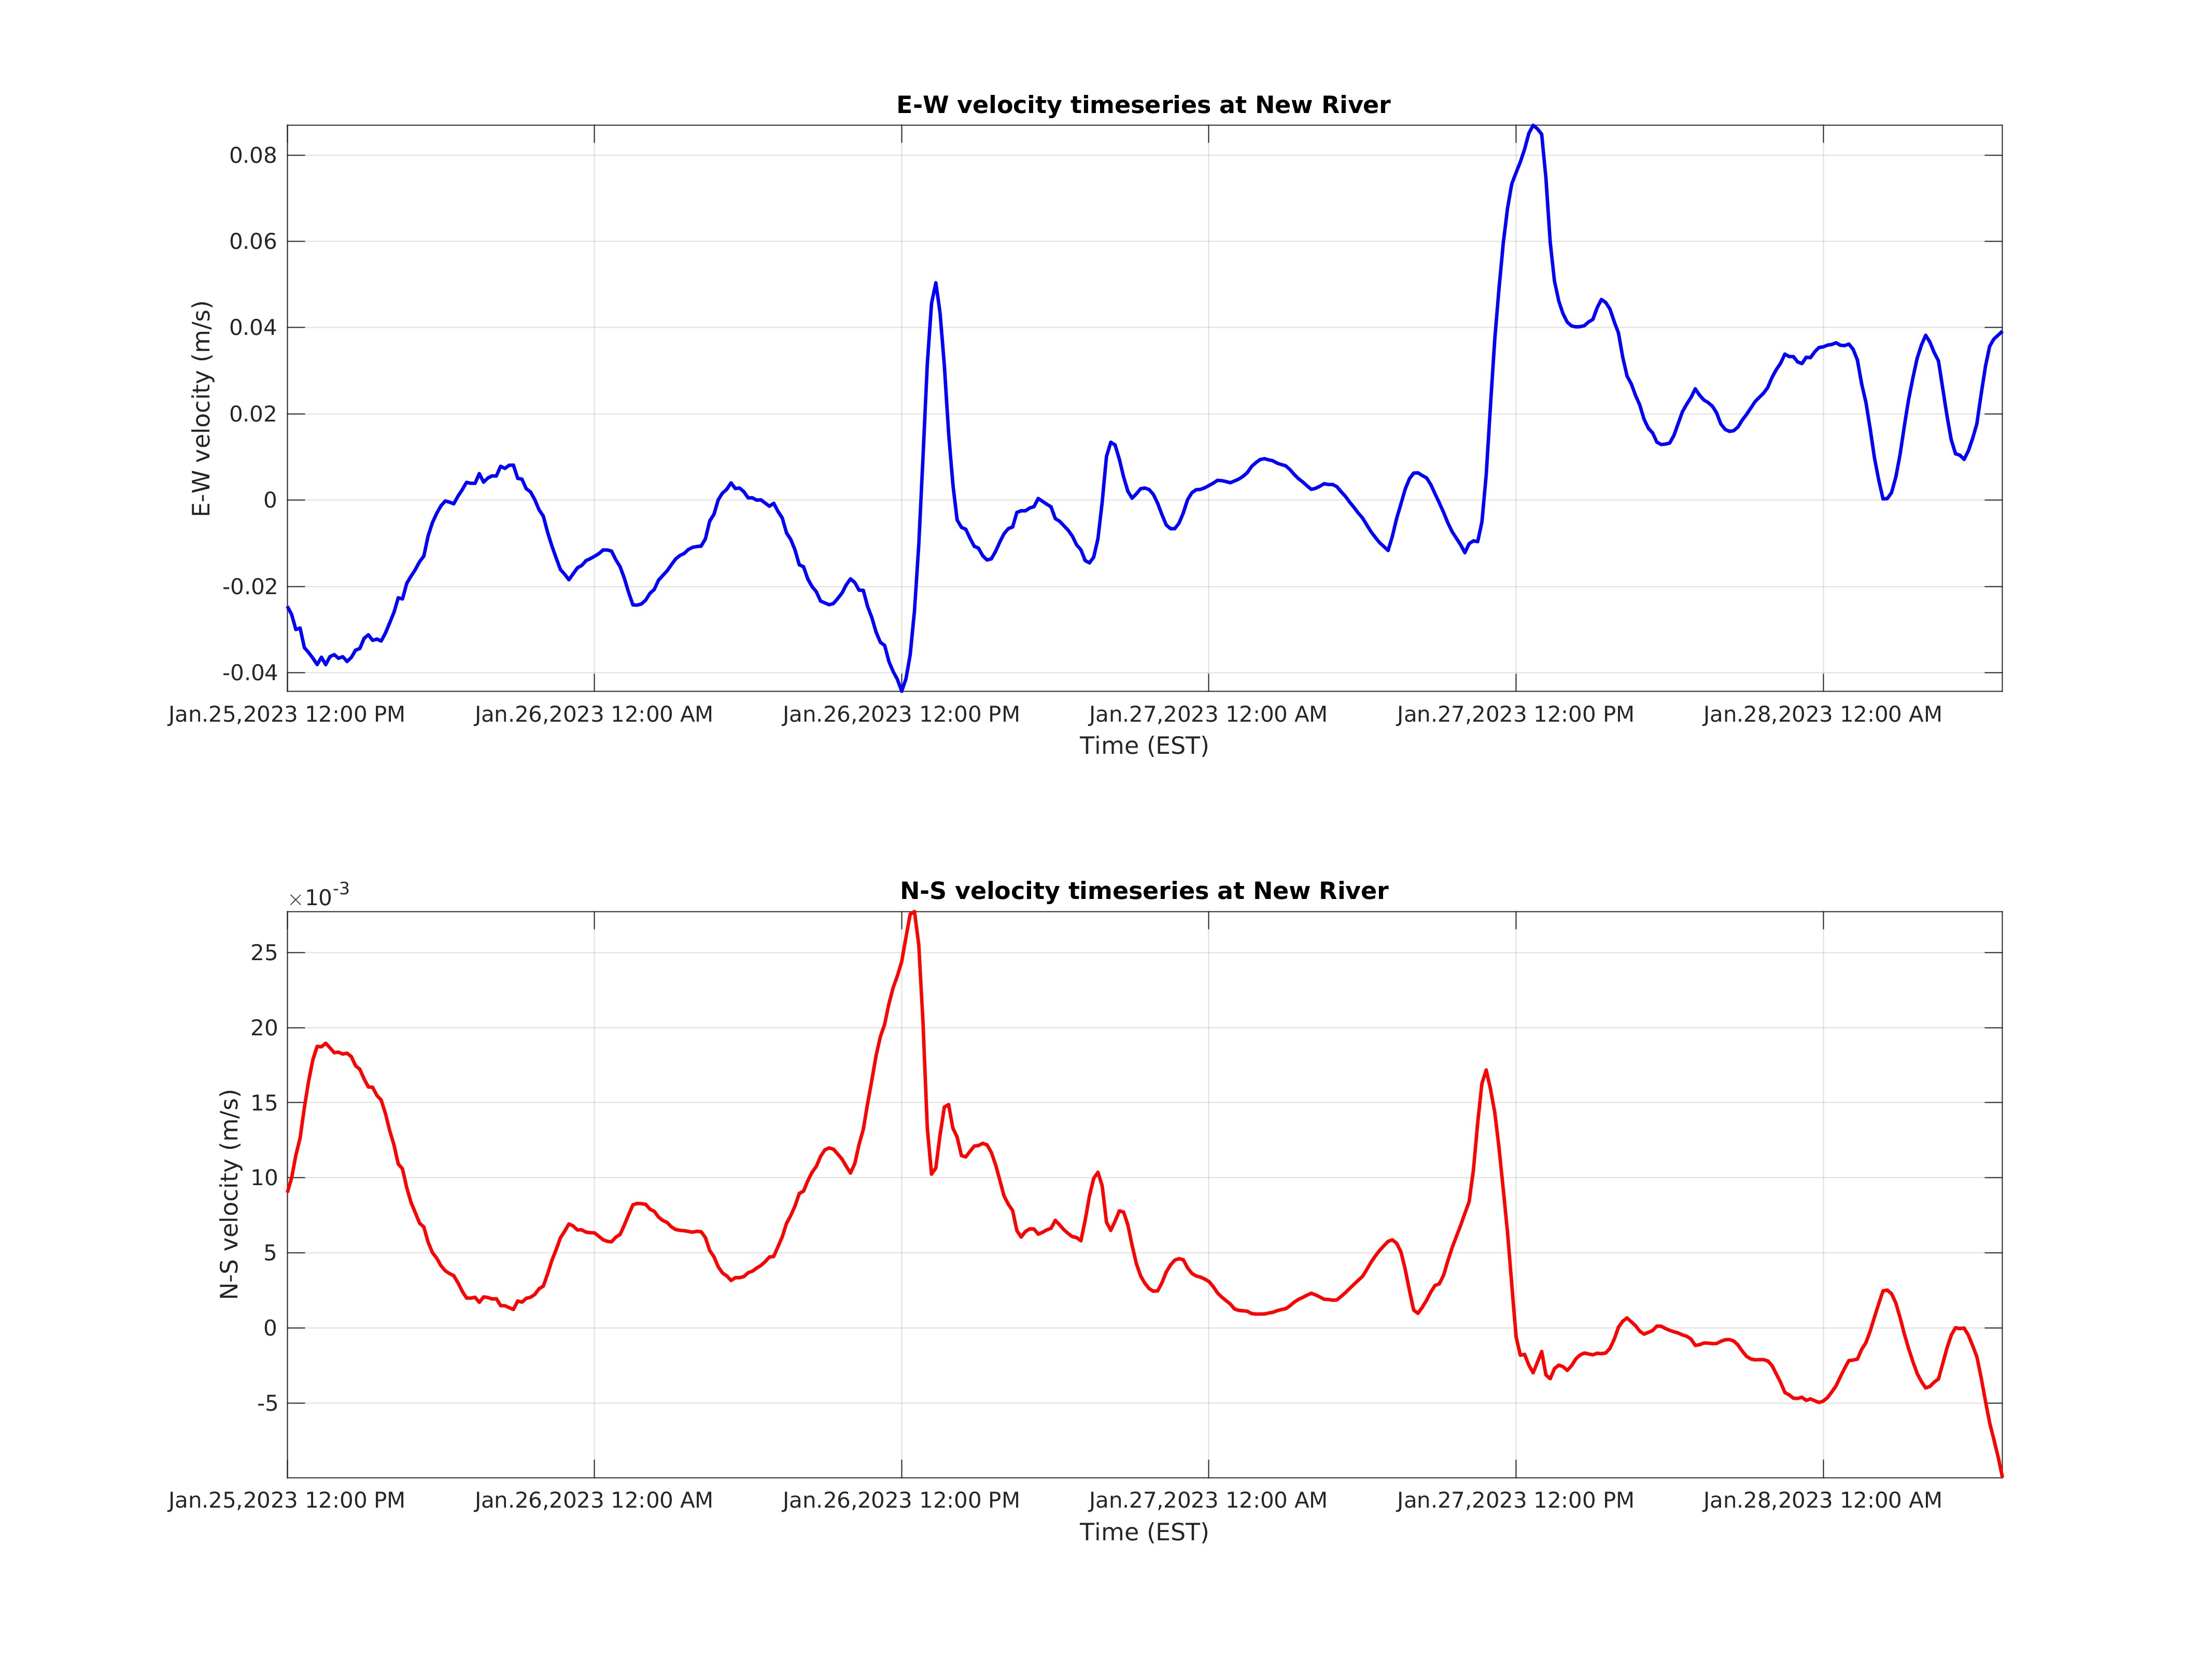 E-W velocity timeseries at New River
E-W velocity (m/s)
0.08
0.06
0.04
0.02
0
-0.02
-0.04
Jan.25,2023 12:00 PM Jan.26,2023 12:00 AM Jan.26,2023 12:00 PM Jan.27,2023 12:00 AM Jan.27,2023 12:00 PM Jan.28,2023 12:00 AM
Time (EST)
N-S velocity timeseries at New River
×10-3
N-S velocity (m/s)
25
20
15
10
5
0
-5
Jan.25,2023 12:00 PM Jan.26,2023 12:00 AM Jan.26,2023 12:00 PM Jan.27,2023 12:00 AM Jan.27,2023 12:00 PM Jan.28,2023 12:00 AM
Time (EST)